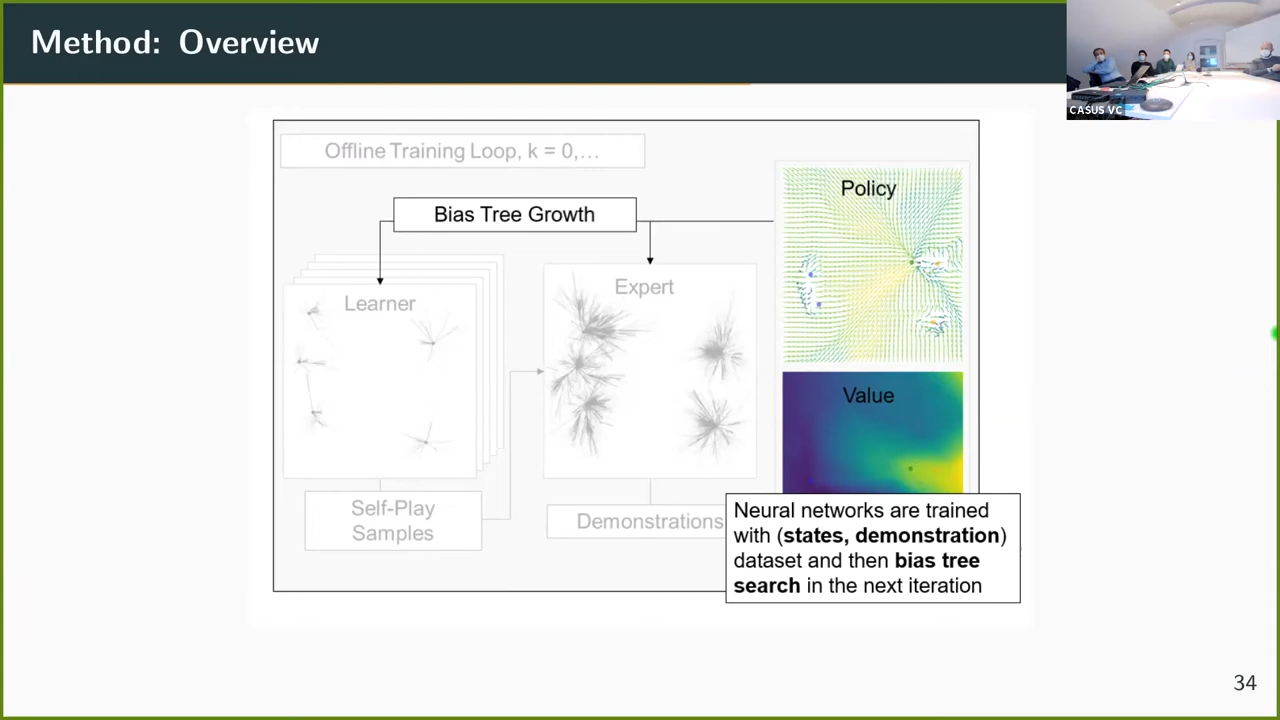 Method: Overview
CASUS VC
Offline Training Loop, k = 0,...
Bias Tree Growth
Policy
Learner
Expert
Value
Self-Play
Samples
Demonstrations
Neural networks are trained
with (states, demonstration)
dataset and then bias tree
search in the next iteration
34